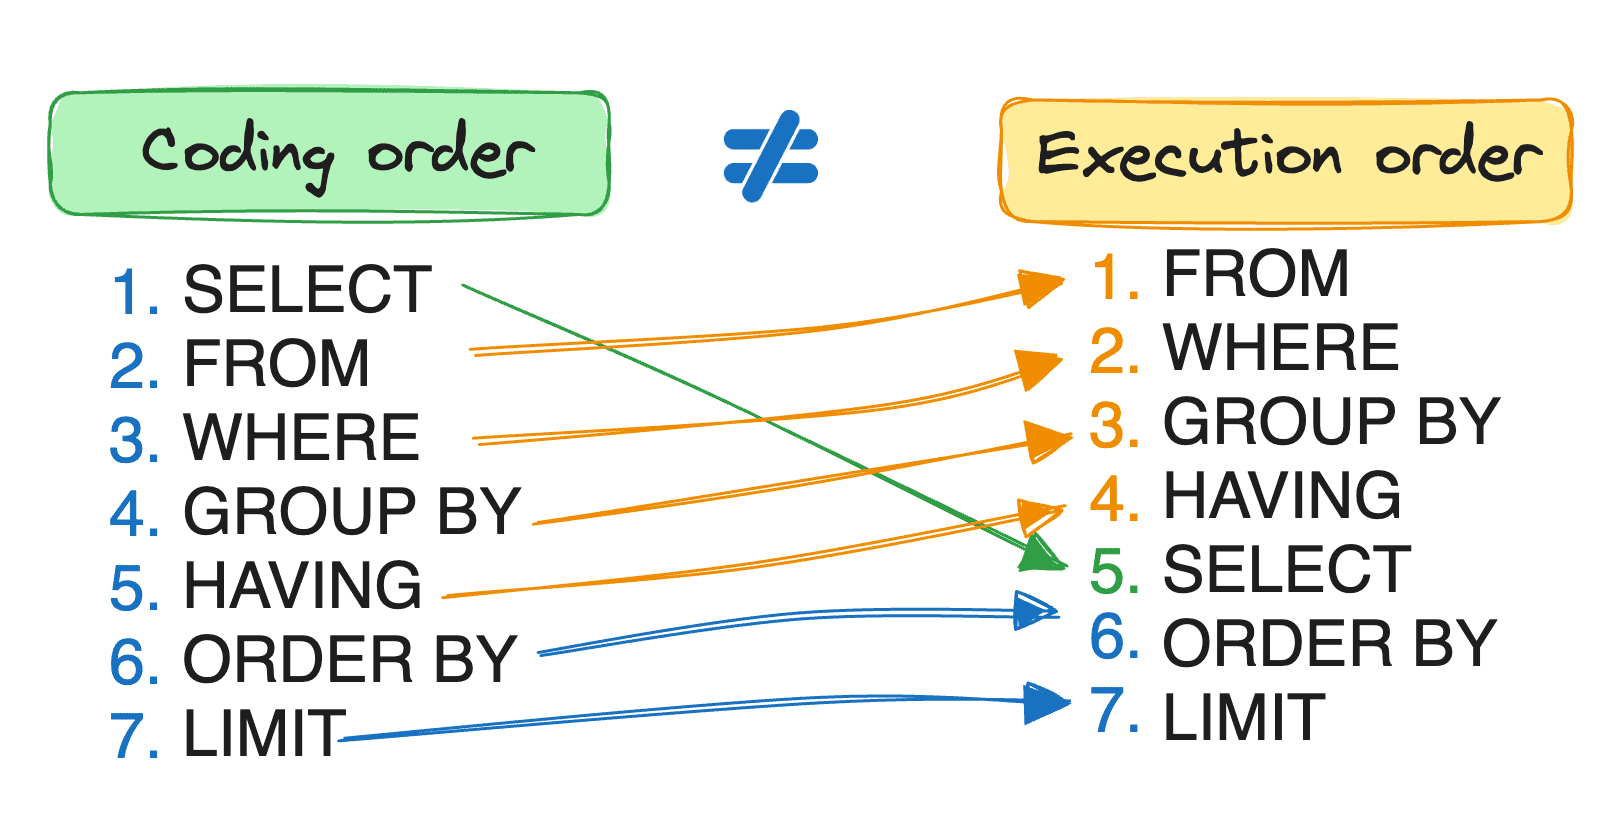 Coding order
≠
Execution order
1. SELECT
2. FROM
3. WHERE
4. GROUP BY
5. HAVING
6. ORDER BY
7. LIMIT
1. FROM
2. WHERE
3. GROUP BY
4. HAVING
5. SELECT
6. ORDER BY
7. LIMIT